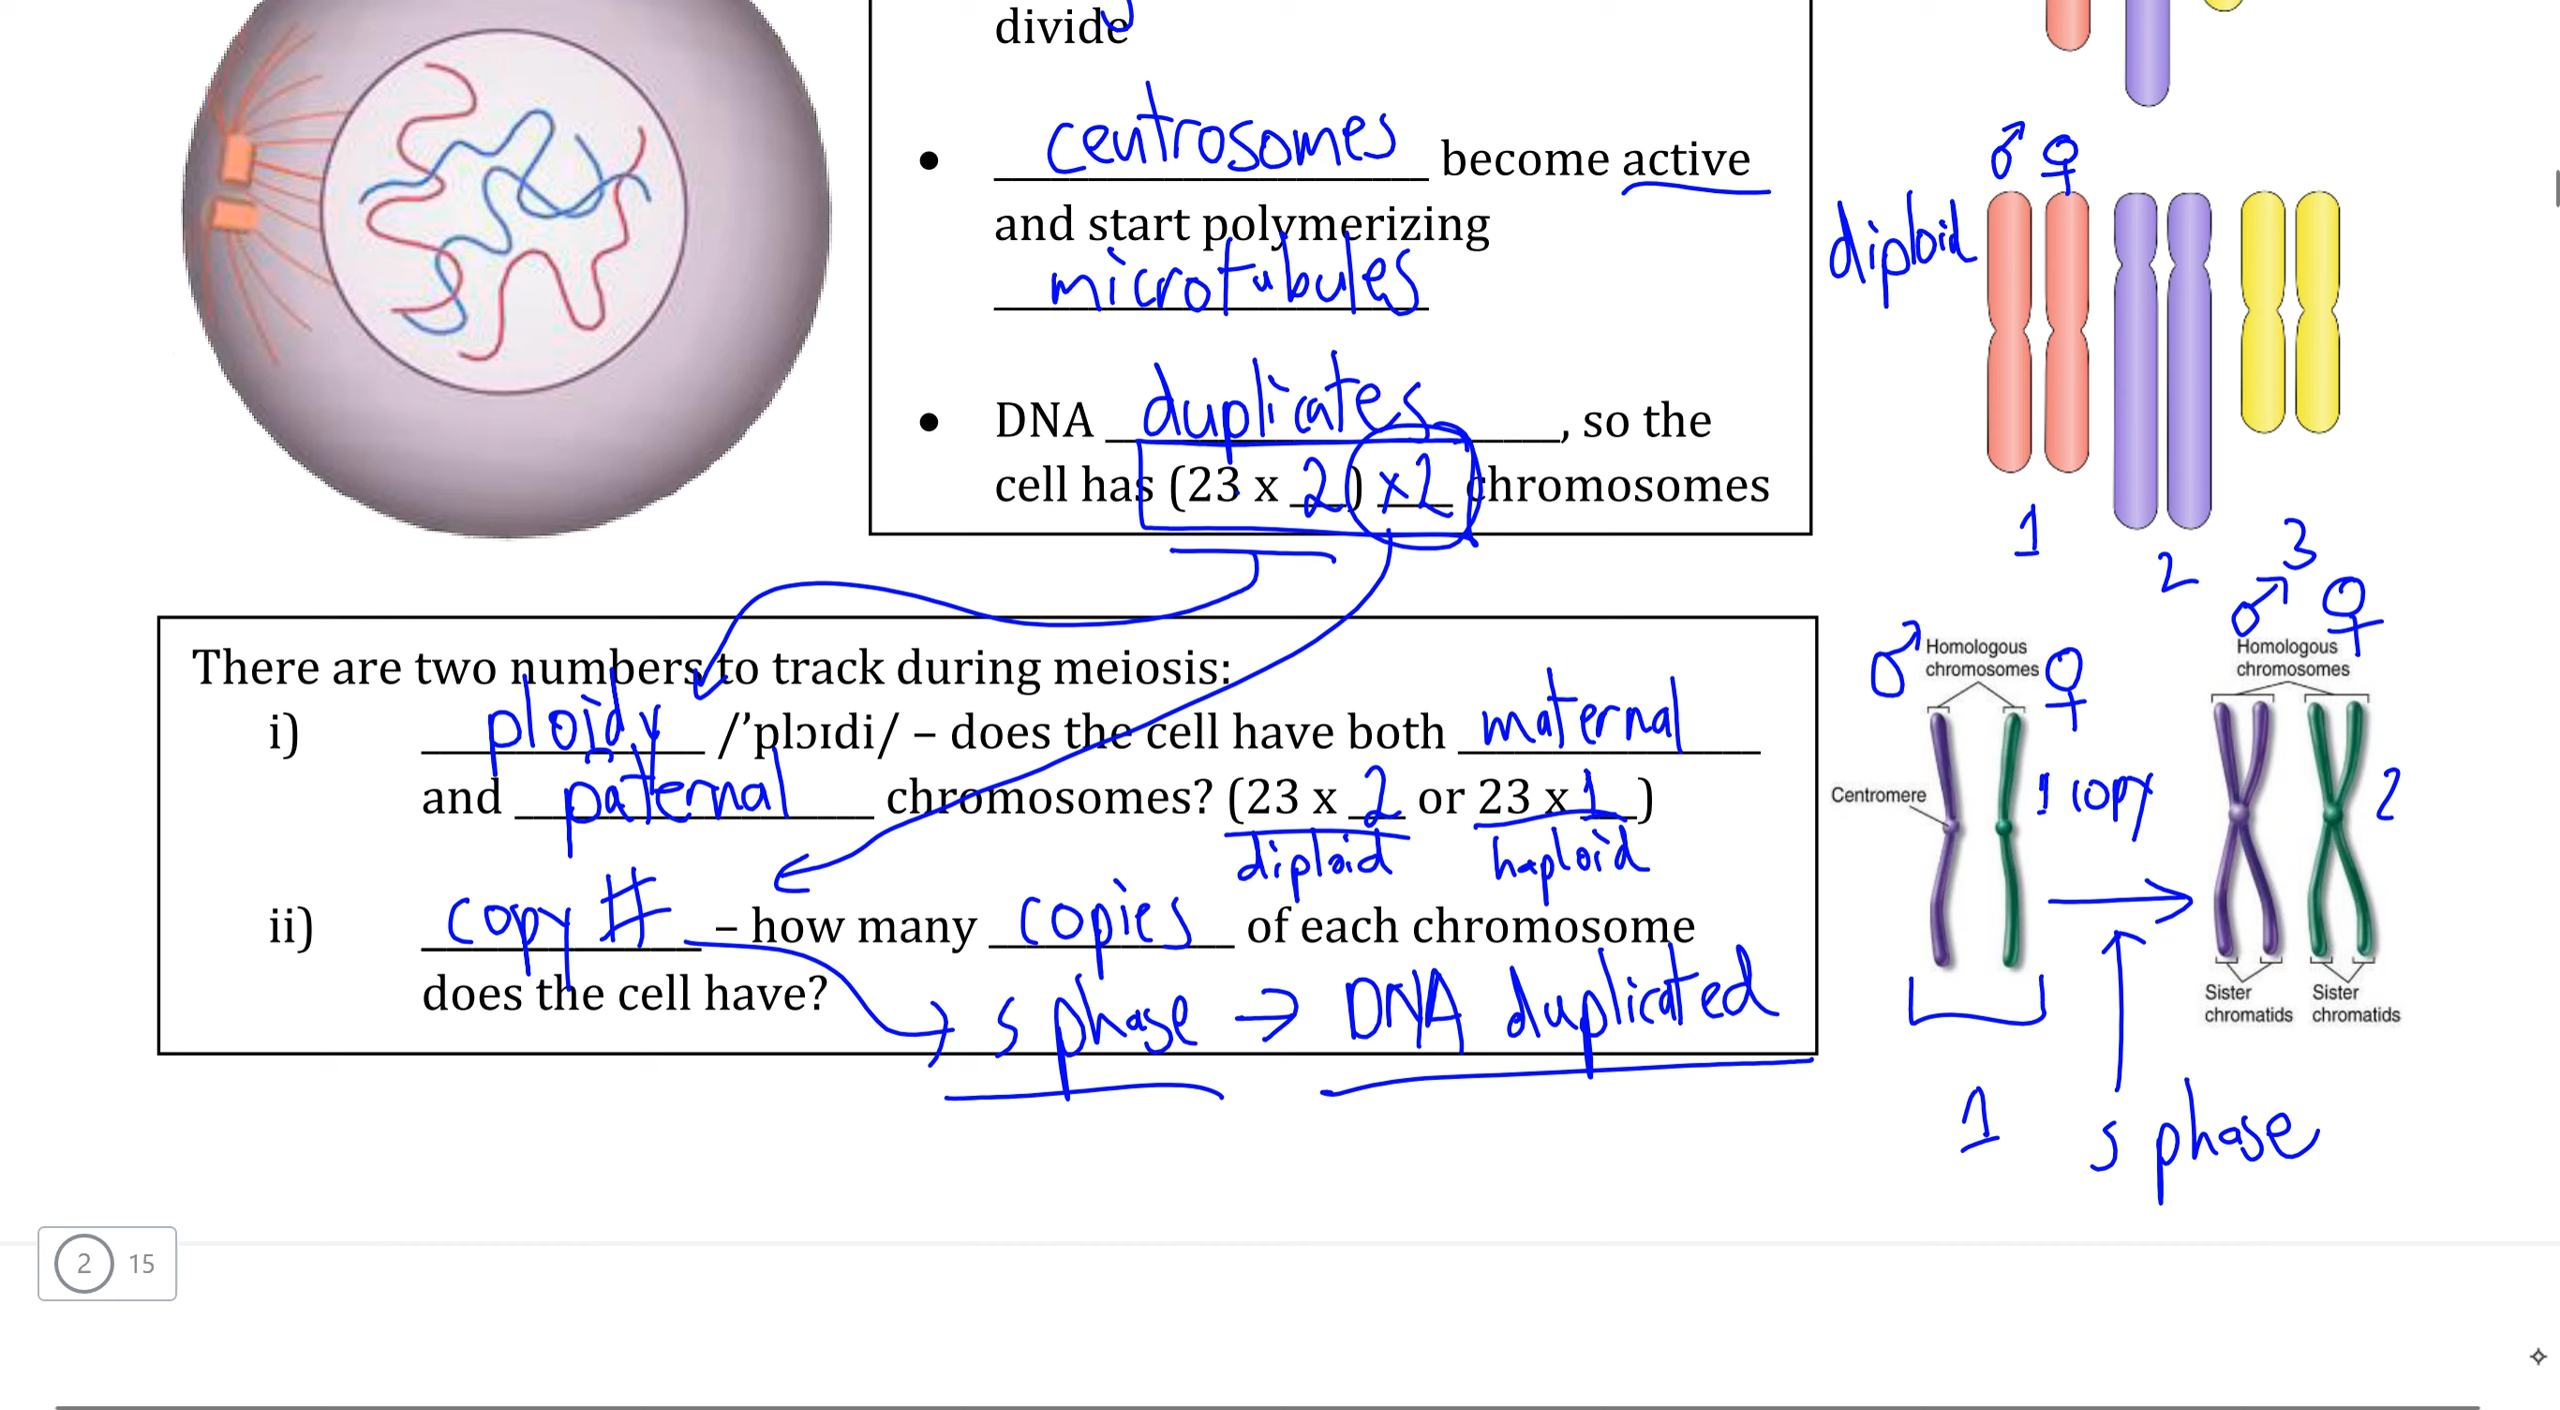 divide
• centrosomes become active
and start polymerizing
microtubules
• DNA duplicates, so the
cell has (23 x 2) x2 chromosomes
There are two numbers to track during meiosis:
i) ploidy /’plɔɪdi/ – does the cell have both maternal
and paternal chromosomes? (23 x 2 or 23 x 1)
diploid haploid
ii) copy # – how many copies of each chromosome
does the cell have?
→ s phase → DNA duplicated
♂ ♀
diploid
1
2
3
♂ ♀
♂ Homologous
chromosomes ♀
Homologous
chromosomes
Centromere
1 copy
2
Sister
chromatids
Sister
chromatids
1
s phase
2 15